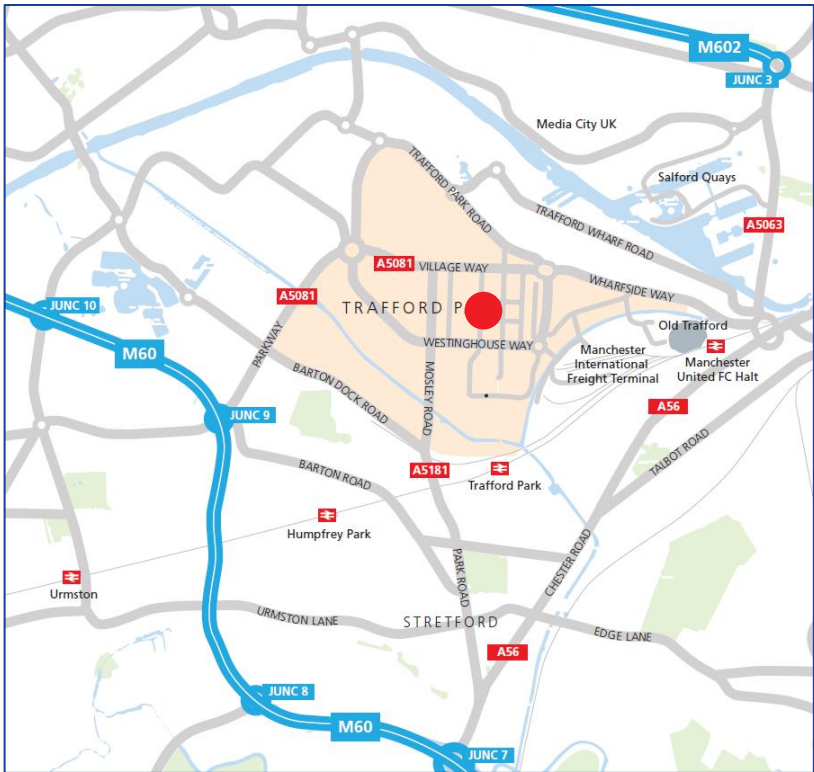 M602
JUNC 3
Media City UK
Salford Quays
TRAFFORD PARK ROAD
TRAFFORD WHARF ROAD
A5063
A5081
VILLAGE WAY
WHARFSIDE WAY
A5081
JUNC 10
TRAFFORD P
Old Trafford
M60
PARKWAY
WESTINGHOUSE WAY
Manchester
International
Freight Terminal
Manchester
United FC Halt
BARTON DOCK ROAD
MOSLEY ROAD
A56
JUNC 9
TALBOT ROAD
BARTON ROAD
A5181
Trafford Park
Humpfrey Park
CHESTER ROAD
PARK ROAD
Urmston
URMSTON LANE
STRETFORD
EDGE LANE
A56
JUNC 8
M60
JUNC 7